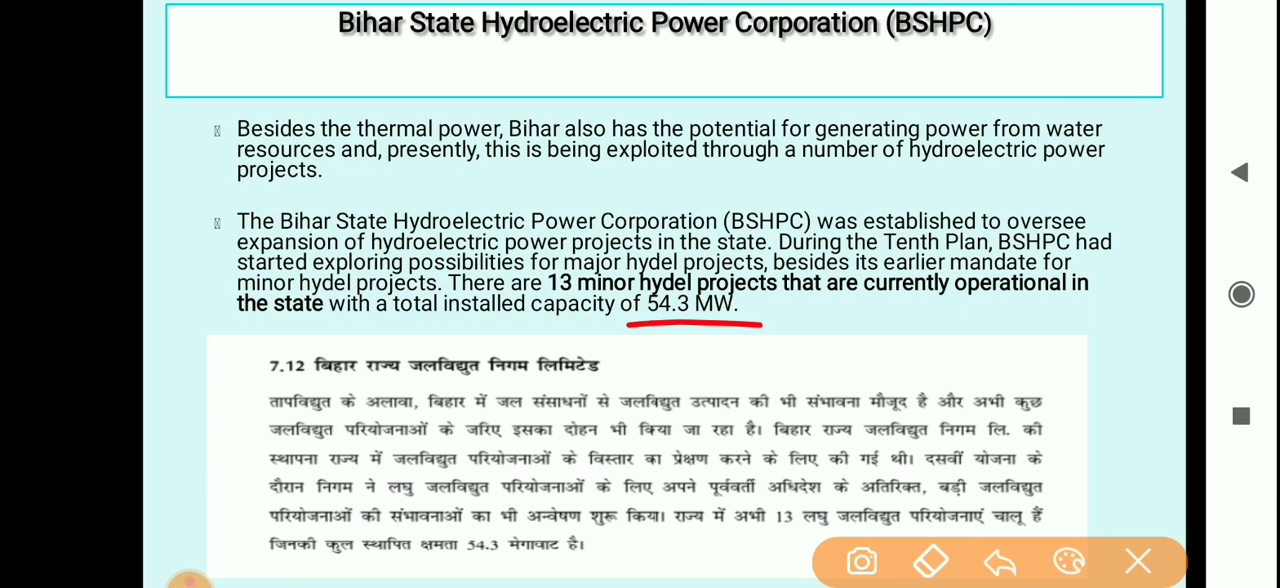 Bihar State Hydroelectric Power Corporation (BSHPC)
Besides the thermal power, Bihar also has the potential for generating power from water
resources and, presently, this is being exploited through a number of hydroelectric power
projects.
The Bihar State Hydroelectric Power Corporation (BSHPC) was established to oversee
expansion of hydroelectric power projects in the state. During the Tenth Plan, BSHPC had
started exploring possibilities for major hydel projects, besides its earlier mandate for
minor hydel projects. There are 13 minor hydel projects that are currently operational in
the state with a total installed capacity of 54.3 MW.
7.12 बिहार राज्य जलविद्युत निगम लिमिटेड
तापविद्युत के अलावा, बिहार में जल संसाधनों से जलविद्युत उत्पादन की भी संभावना मौजूद है और अभी कुछ
जलविद्युत परियोजनाओं के जरिए इसका दोहन भी किया जा रहा है। बिहार राज्य जलविद्युत निगम लि. की
स्थापना राज्य में जलविद्युत परियोजनाओं के विस्तार का प्रेक्षण करने के लिए की गई थी। दसवीं योजना के
दौरान निगम ने लघु जलविद्युत परियोजनाओं के लिए अपने पूर्ववर्ती अधिदेश के अतिरिक्त, बड़ी जलविद्युत
परियोजनाओं की संभावनाओं का भी अन्वेषण शुरू किया। राज्य में अभी 13 लघु जलविद्युत परियोजनाएं चालू हैं
जिनकी कुल स्थापित क्षमता 54.3 मेगावाट है।